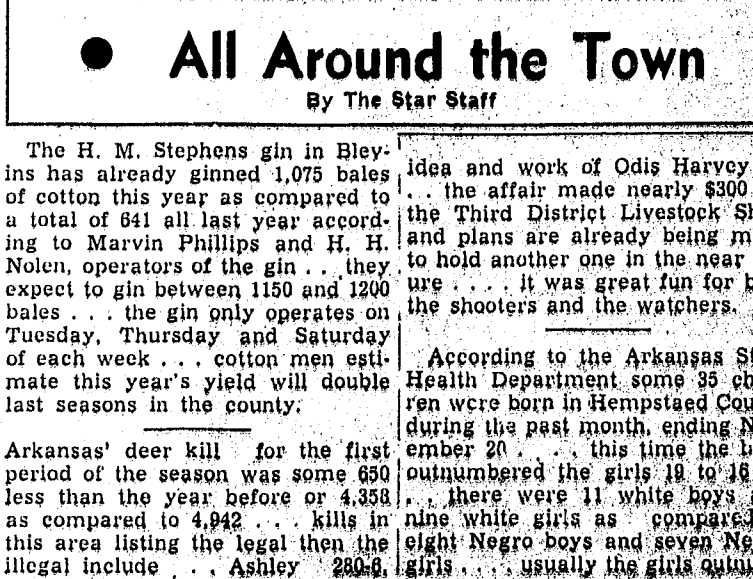 ● All Around the Town
By The Star Staff
The H. M. Stephens gin in Blev-
ins has already ginned 1,075 bales
of cotton this year as compared to
a total of 641 all last year accord-
ing to Marvin Phillips and H. H.
Nolen, operators of the gin . . they
expect to gin between 1150 and 1200
bales . . . the gin only operates on
Tuesday, Thursday and Saturday
of each week . . . cotton men esti-
mate this year's yield will double
last seasons in the county.
Arkansas' deer kill for the first
period of the season was some 650
less than the year before or 4,358
as compared to 4,942 . . . kills in
this area listing the legal then the
illegal include . . . Ashley 280-6,
idea and work of Odis Harvey
. . . the affair made nearly $300
the Third District Livestock Sh
and plans are already being m
to hold another one in the near
ure . . . . it was great fun for b
the shooters and the watchers.
According to the Arkansas St
Health Department some 35 ch
ren were born in Hempstaed Cou
during the past month, ending N
ember 20 . . . . this time the b
outnumbered the girls 19 to 16
. . . there were 11 white boys
nine white girls as compared
eight Negro boys and seven Ne
girls . . . usually the girls outnu